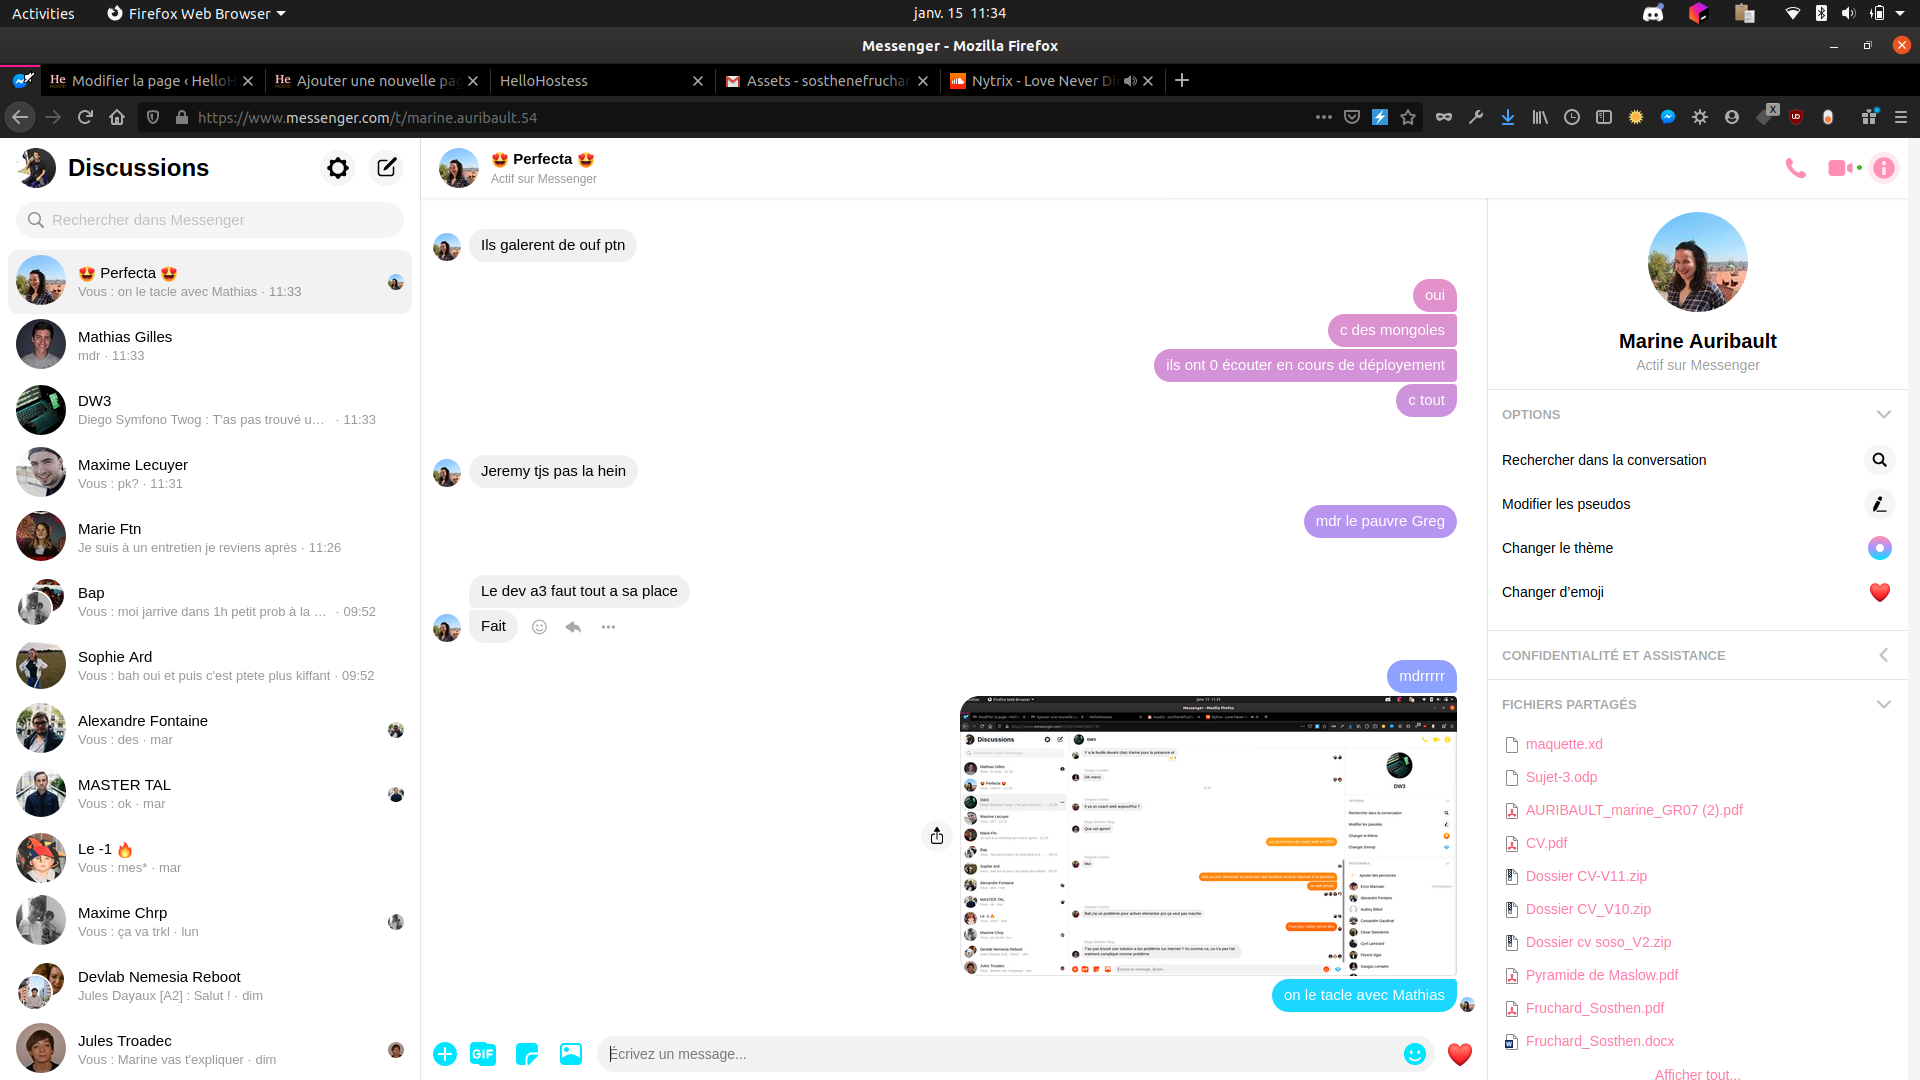 Activities
Firefox Web Browser
janv. 15 11:34
Messenger - Mozilla Firefox
Modifier la page ‹ HelloH
Ajouter une nouvelle pag
HelloHostess
Assets - sosthenefruchar
Nytrix - Love Never Di
https://www.messenger.com/t/marine.auribault.54
Discussions
Rechercher dans Messenger
😍 Perfecta 😍
Vous : on le tacle avec Mathias · 11:33
Mathias Gilles
mdr · 11:33
DW3
Diego Symfono Twog : T'as pas trouvé u… · 11:33
Maxime Lecuyer
Vous : pk? · 11:31
Marie Ftn
Je suis à un entretien je reviens après · 11:26
Bap
Vous : moi jarrive dans 1h petit prob à la … · 09:52
Sophie Ard
Vous : bah oui et puis c'est ptete plus kiffant · 09:52
Alexandre Fontaine
Vous : des · mar
MASTER TAL
Vous : ok · mar
Le -1 🔥
Vous : mes* · mar
Maxime Chrp
Vous : ça va trkl · lun
Devlab Nemesia Reboot
Jules Dayaux [A2] : Salut ! · dim
Jules Troadec
Vous : Marine vas t'expliquer · dim
😍 Perfecta 😍
Actif sur Messenger
Ils galerent de ouf ptn
oui
c des mongoles
ils ont 0 écouter en cours de déployement
c tout
Jeremy tjs pas la hein
mdr le pauvre Greg
Le dev a3 faut tout a sa place
Fait
mdrrrrr
on le tacle avec Mathias
GIF
Écrivez un message...
Marine Auribault
Actif sur Messenger
OPTIONS
Rechercher dans la conversation
Modifier les pseudos
Changer le thème
Changer d'emoji
CONFIDENTIALITÉ ET ASSISTANCE
FICHIERS PARTAGÉS
maquette.xd
Sujet-3.odp
AURIBAULT_marine_GR07 (2).pdf
CV.pdf
Dossier CV-V11.zip
Dossier CV_V10.zip
Dossier cv soso_V2.zip
Pyramide de Maslow.pdf
Fruchard_Sosthen.pdf
Fruchard_Sosthen.docx
Afficher tout...